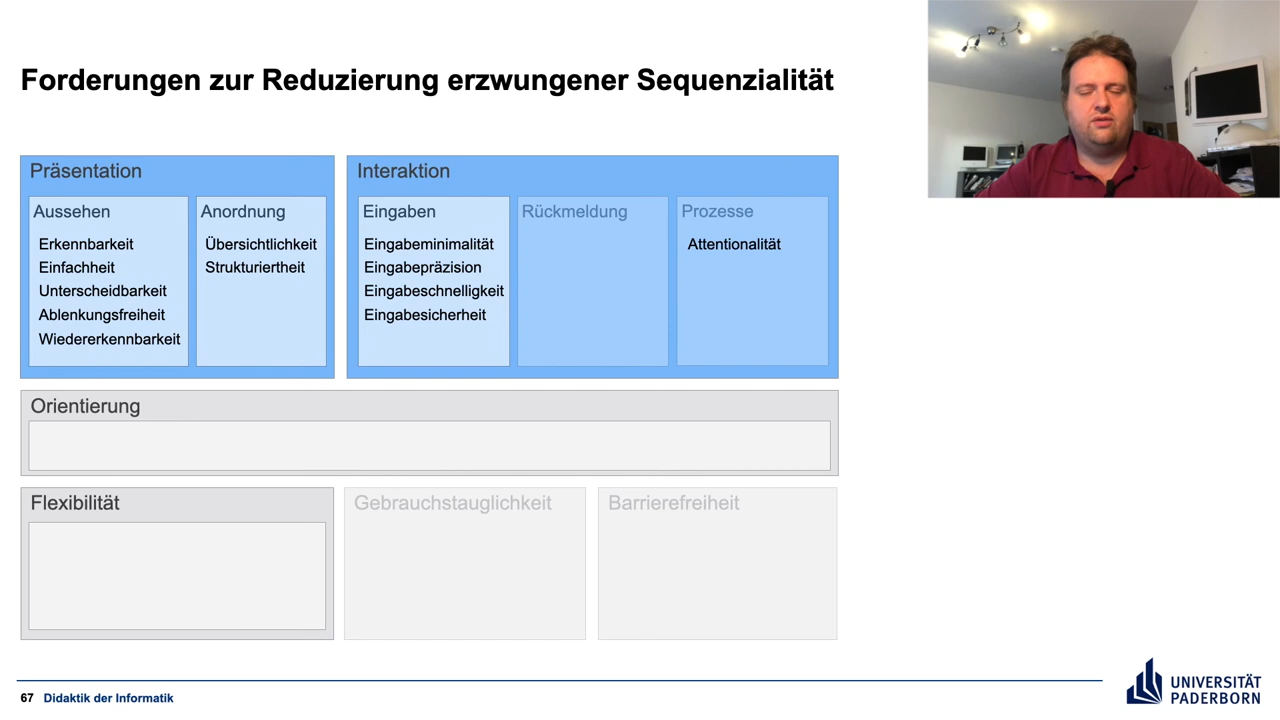 Forderungen zur Reduzierung erzwungener Sequenzialität
Präsentation
Aussehen
Erkennbarkeit
Einfachheit
Unterscheidbarkeit
Ablenkungsfreiheit
Wiedererkennbarkeit
Anordnung
Übersichtlichkeit
Strukturiertheit
Interaktion
Eingaben
Eingabeminimalität
Eingabepräzision
Eingabeschnelligkeit
Eingabesicherheit
Rückmeldung
Prozesse
Attentionalität
Orientierung
Flexibilität
Gebrauchstauglichkeit
Barrierefreiheit
67 Didaktik der Informatik
UNIVERSITÄT
PADERBORN